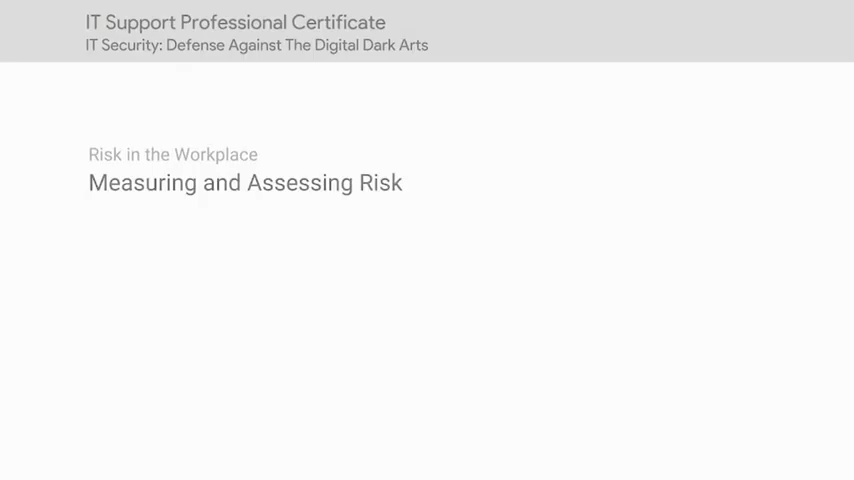 IT Support Professional Certificate
IT Security: Defense Against The Digital Dark Arts
Risk in the Workplace
Measuring and Assessing Risk